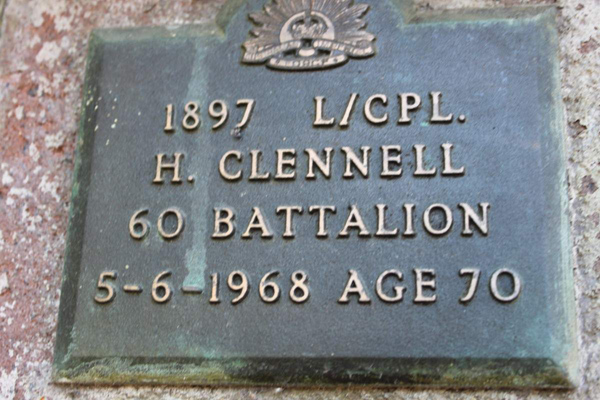 1897 L/CPL.
H. CLENNELL
60 BATTALION
5-6-1968 AGE 70